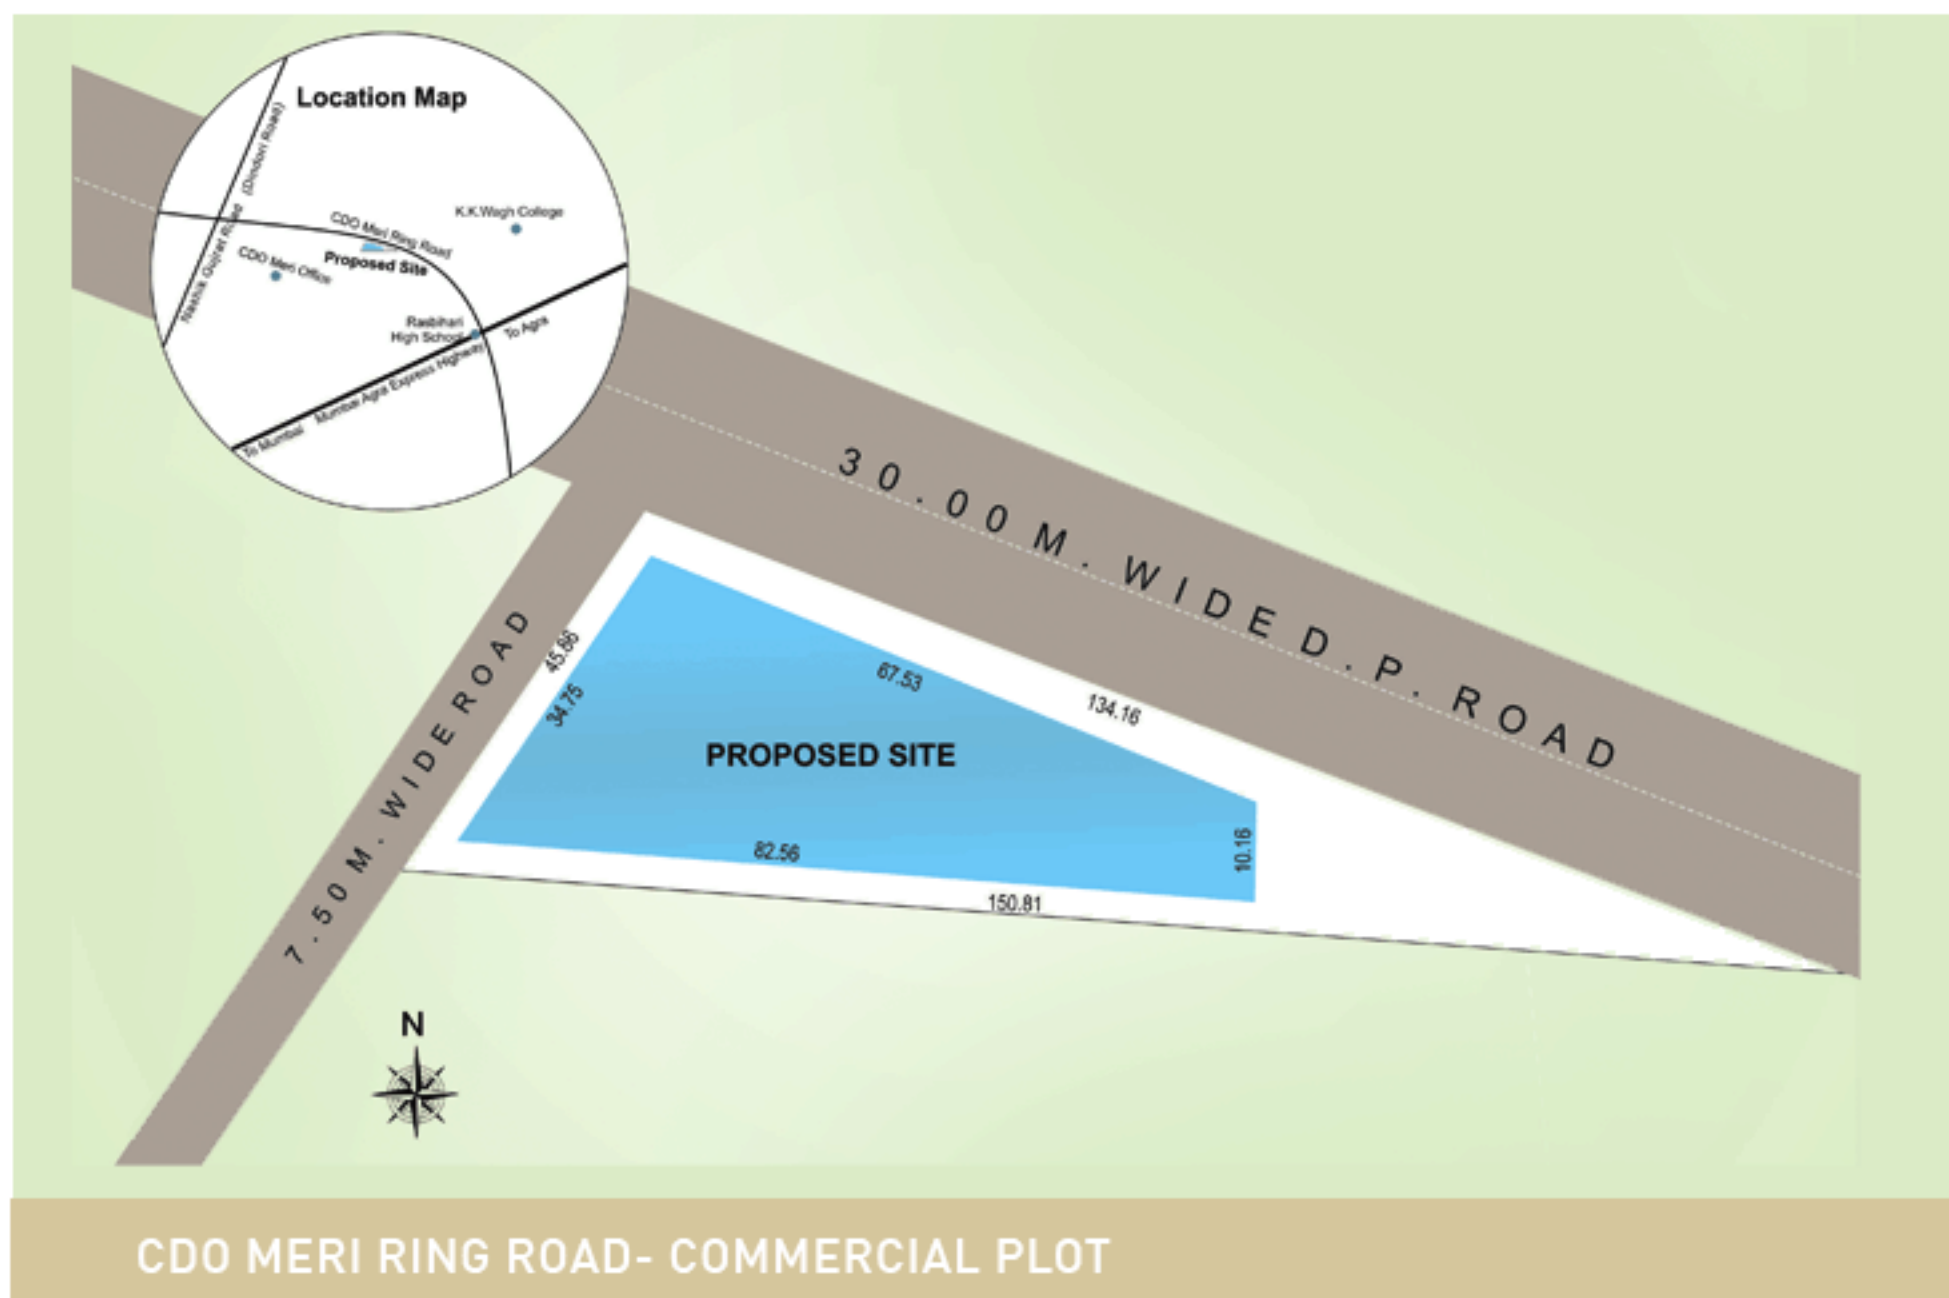 Location Map
Nashik Gujrat Road (Dindori Road)
CDO Meri Ring Road
K.K.Wagh College
Proposed Site
CDO Meri Office
Rasbihari
High School
To Agra
Mumbai Agra Express Highway
To Mumbai
30.00 M. WIDE D.P. ROAD
7.50 M. WIDE ROAD
45.86
34.75
67.53
134.16
PROPOSED SITE
82.56
10.16
150.81
N
CDO MERI RING ROAD- COMMERCIAL PLOT